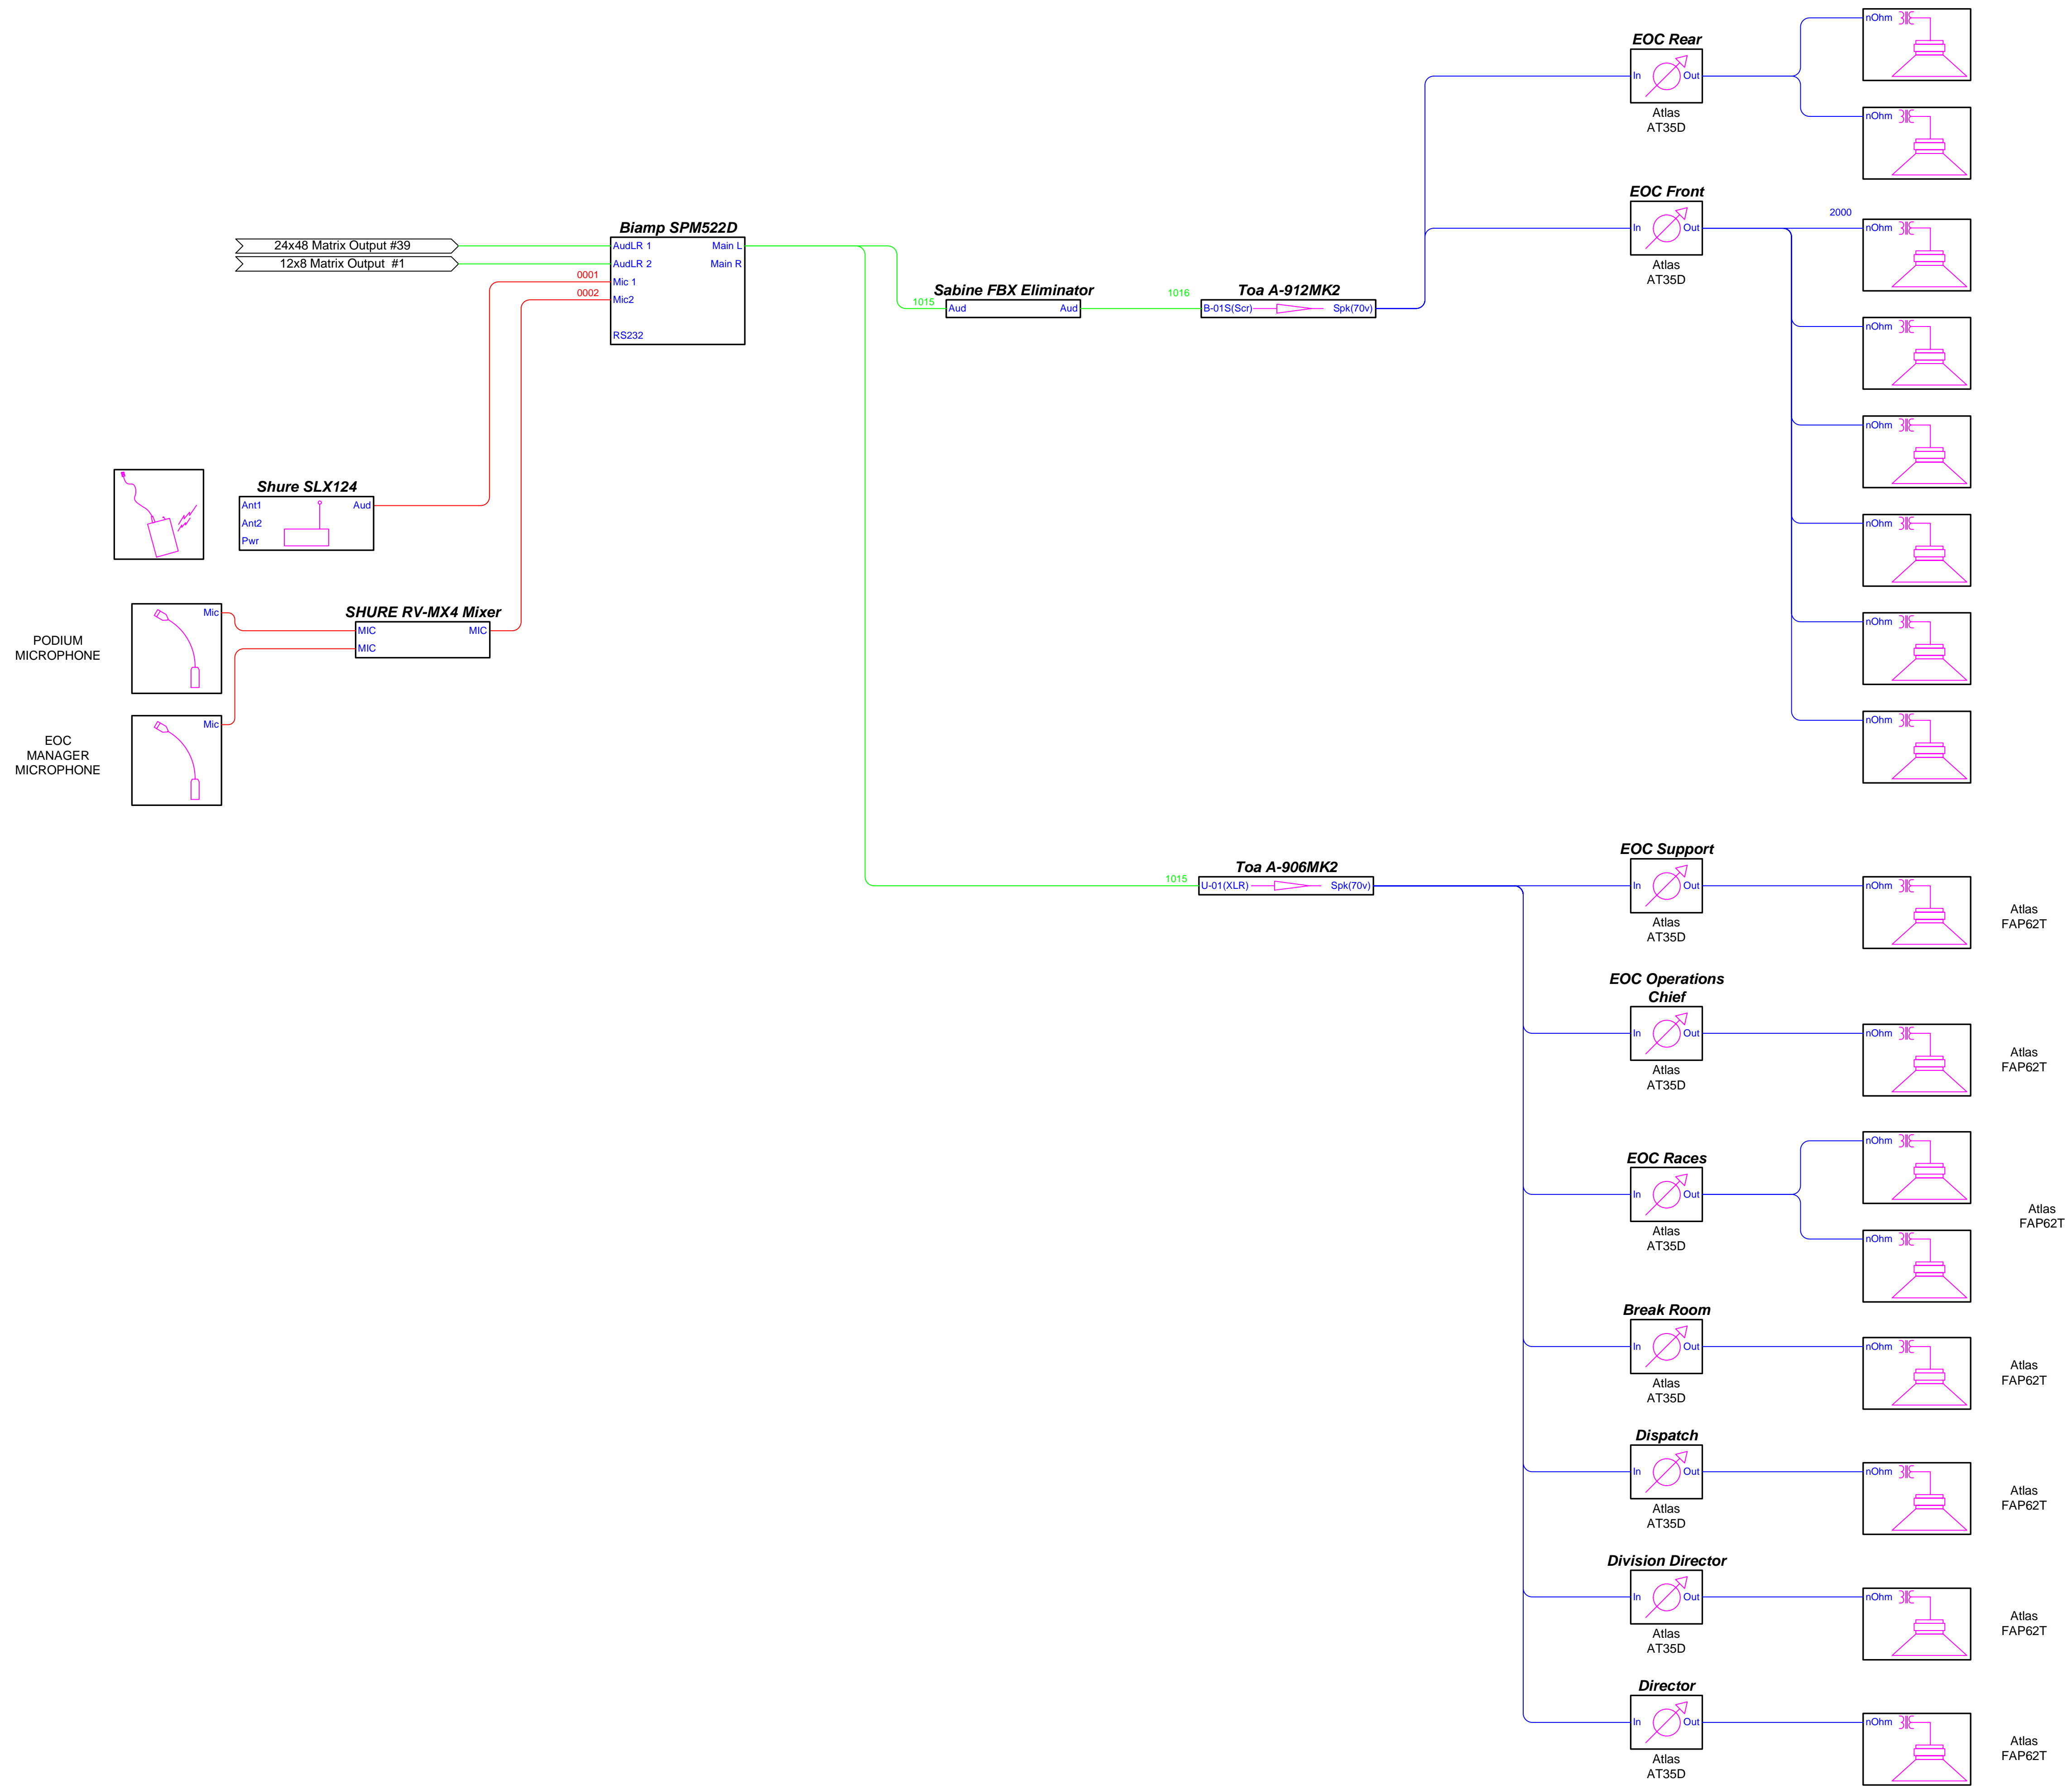 24x48 Matrix Output #39
12x8 Matrix Output  #1
0001
0002
Biamp SPM522D
AudLR 1
Main L
AudLR 2
Main R
Mic 1
Mic2
RS232
1015
Sabine FBX Eliminator
Aud
Aud
1016
Toa A-912MK2
B-01S(Scr)
Spk(70v)
EOC Rear
In
Out
Atlas
AT35D
nOhm
nOhm
EOC Front
In
Out
Atlas
AT35D
2000
nOhm
nOhm
nOhm
nOhm
nOhm
nOhm
Shure SLX124
Ant1
Aud
Ant2
Pwr
PODIUM
MICROPHONE
Mic
SHURE RV-MX4 Mixer
MIC
MIC
MIC
EOC
MANAGER
MICROPHONE
Mic
1015
Toa A-906MK2
U-01(XLR)
Spk(70v)
EOC Support
In
Out
Atlas
AT35D
nOhm
Atlas
FAP62T
EOC Operations
Chief
In
Out
Atlas
AT35D
nOhm
Atlas
FAP62T
EOC Races
In
Out
Atlas
AT35D
nOhm
nOhm
Atlas
FAP62T
Break Room
In
Out
Atlas
AT35D
nOhm
Atlas
FAP62T
Dispatch
In
Out
Atlas
AT35D
nOhm
Atlas
FAP62T
Division Director
In
Out
Atlas
AT35D
nOhm
Atlas
FAP62T
Director
In
Out
Atlas
AT35D
nOhm
Atlas
FAP62T